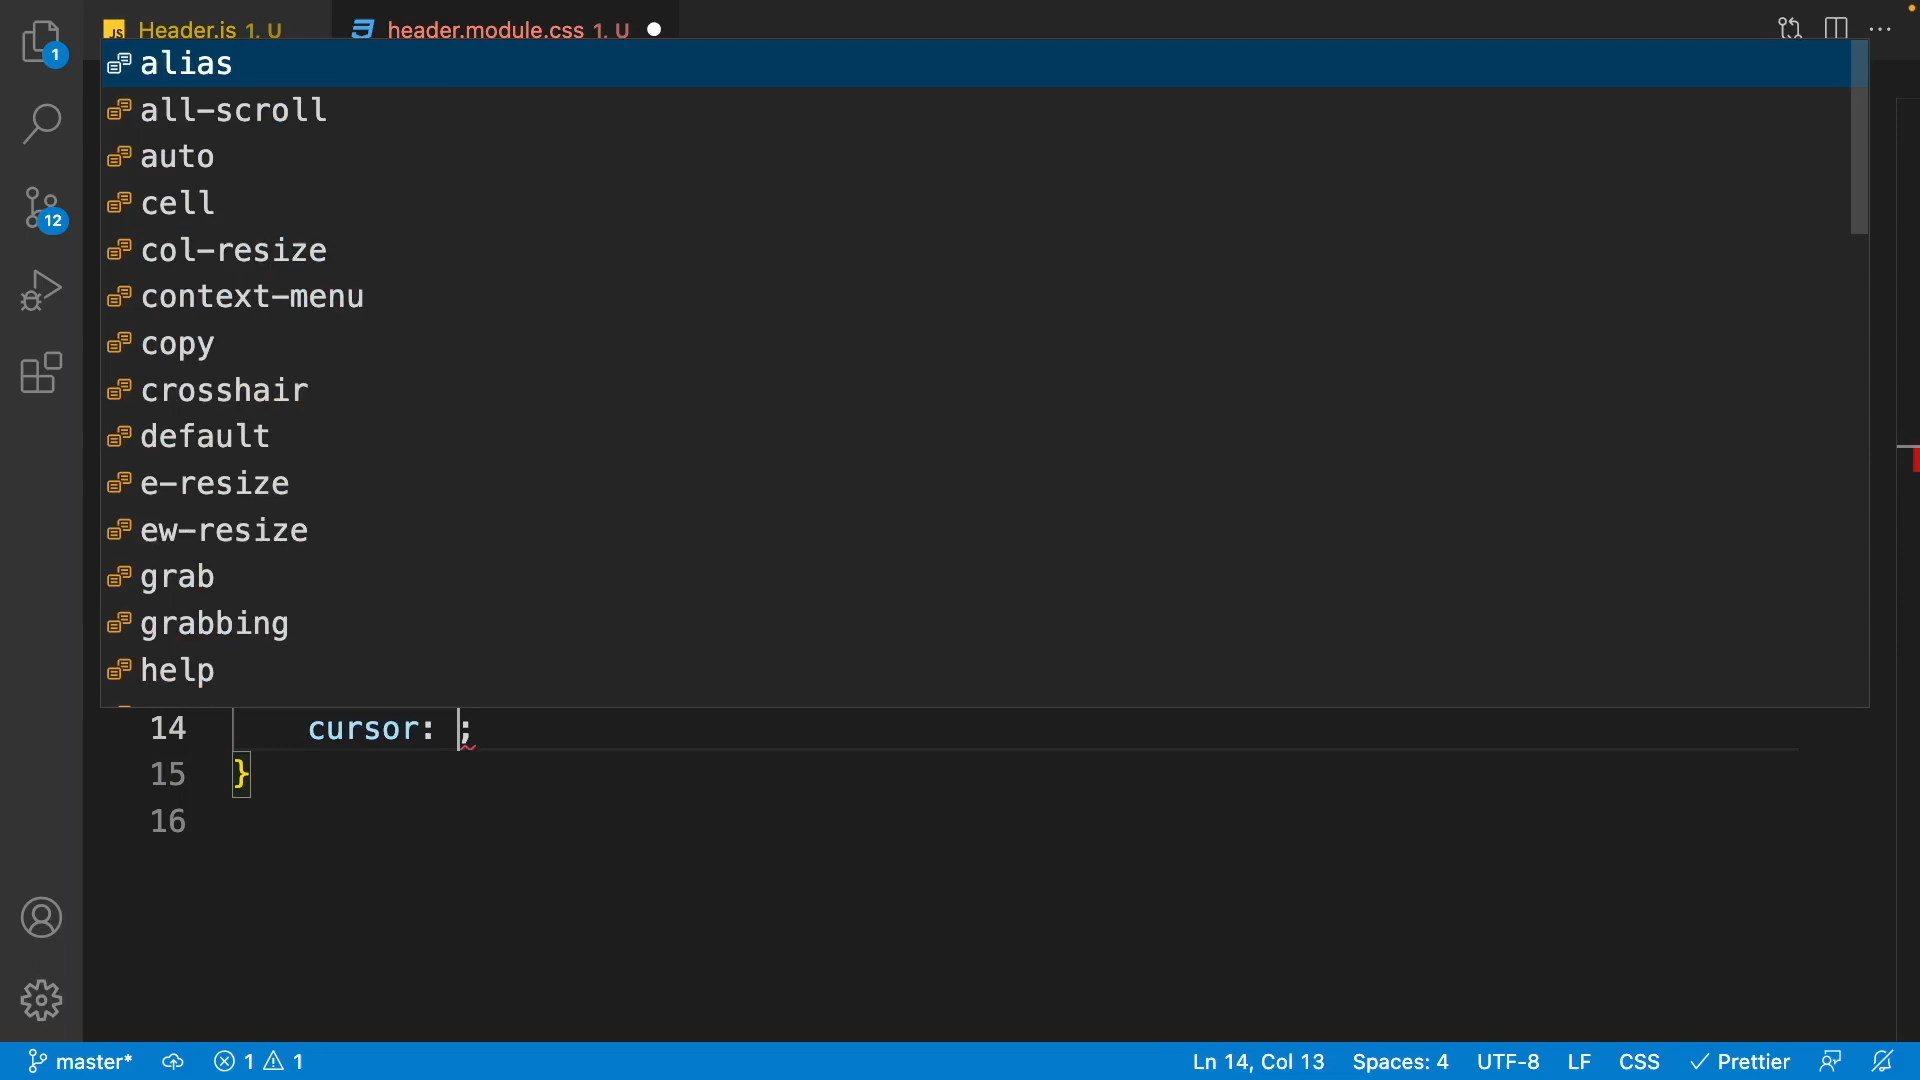 1
Header.js 1, U
header.module.css 1, U
alias
all-scroll
auto
12
cell
col-resize
context-menu
copy
crosshair
default
e-resize
ew-resize
grab
grabbing
help
14 cursor: ;
15 }
16
master* 1 1 Ln 14, Col 13 Spaces: 4 UTF-8 LF CSS Prettier